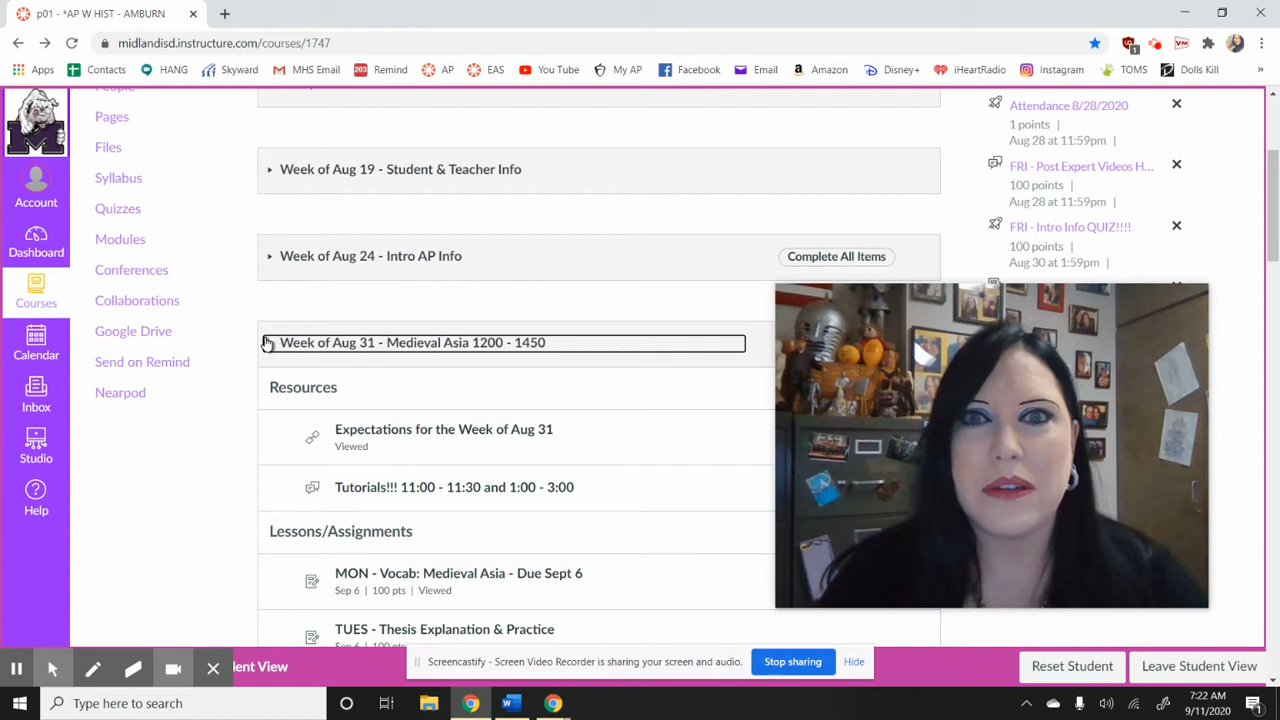 p01 - *AP W HIST - AMBURN
midlandisd.instructure.com/courses/1747
Apps Contacts HANG Skyward MHS Email Remind AP EAS You Tube My AP Facebook Email Amazon Disney+ iHeartRadio Instagram TOMS Dolls Kill
Account
Dashboard
Courses
Calendar
Inbox
Studio
Help
People
Pages
Files
Syllabus
Quizzes
Modules
Conferences
Collaborations
Google Drive
Send on Remind
Nearpod
Week of Aug 19 - Student & Teacher Info
Week of Aug 24 - Intro AP Info
Complete All Items
Week of Aug 31 - Medieval Asia 1200 - 1450
Resources
Expectations for the Week of Aug 31
Viewed
Tutorials!!! 11:00 - 11:30 and 1:00 - 3:00
Lessons/Assignments
MON - Vocab: Medieval Asia - Due Sept 6
Sep 6 | 100 pts | Viewed
TUES - Thesis Explanation & Practice
Attendance 8/28/2020
1 points |
Aug 28 at 11:59pm |
FRI - Post Expert Videos H...
100 points |
Aug 28 at 11:59pm |
FRI - Intro Info QUIZ!!!!
100 points |
Aug 30 at 1:59pm |
dent View
Screencastify - Screen Video Recorder is sharing your screen and audio.
Stop sharing
Hide
Reset Student
Leave Student View
Type here to search
7:22 AM
9/11/2020